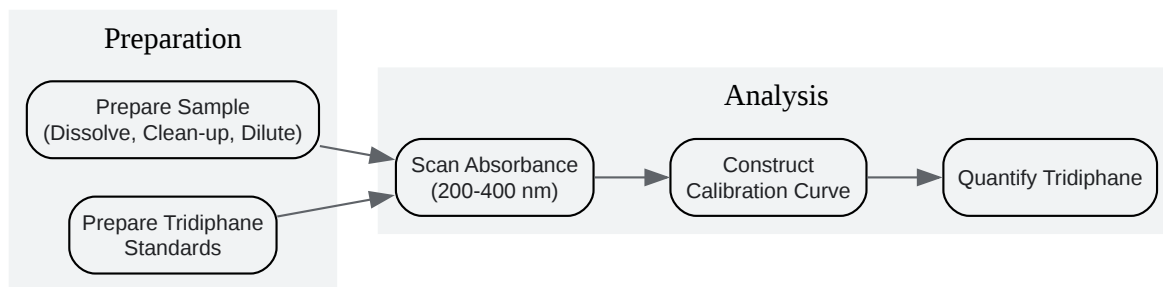 Preparation
Prepare Sample
(Dissolve, Clean-up, Dilute)
Prepare Tridiphane
Standards
Analysis
Scan Absorbance
(200-400 nm)
Construct
Calibration Curve
Quantify Tridiphane